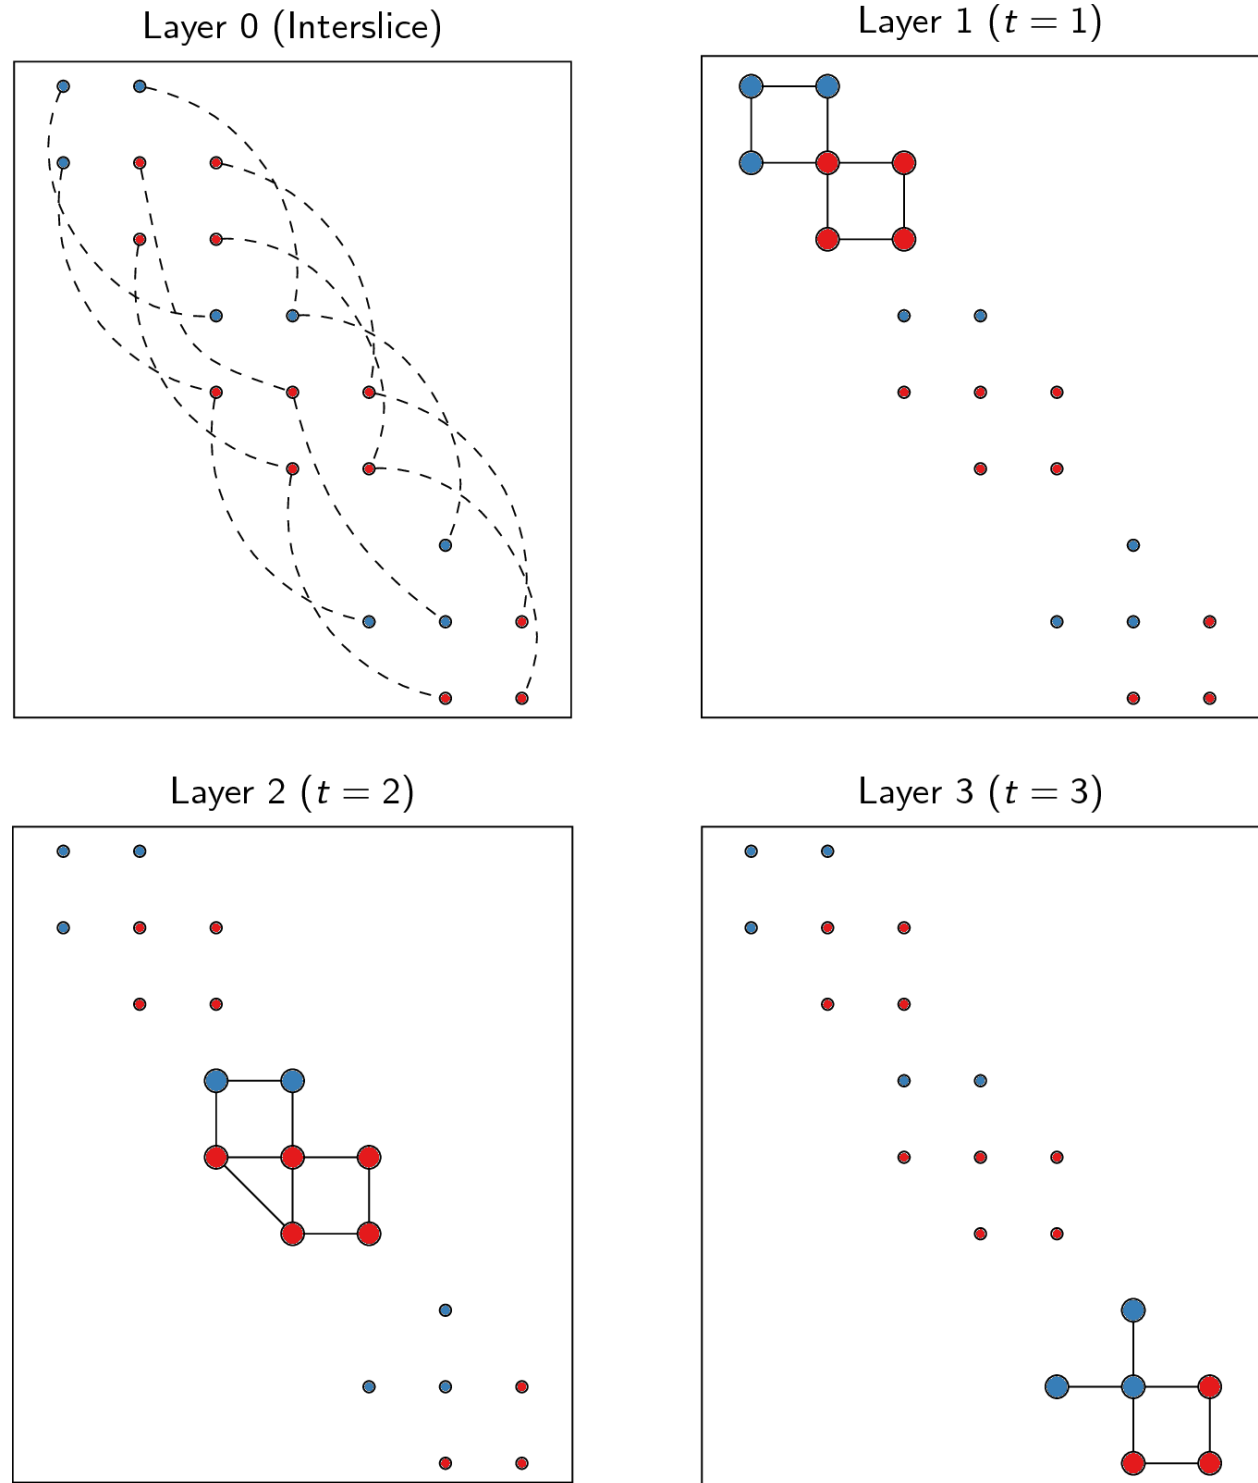 Layer 0 (Interslice)
Layer 1 (t = 1)
Layer 2 (t = 2)
Layer 3 (t = 3)